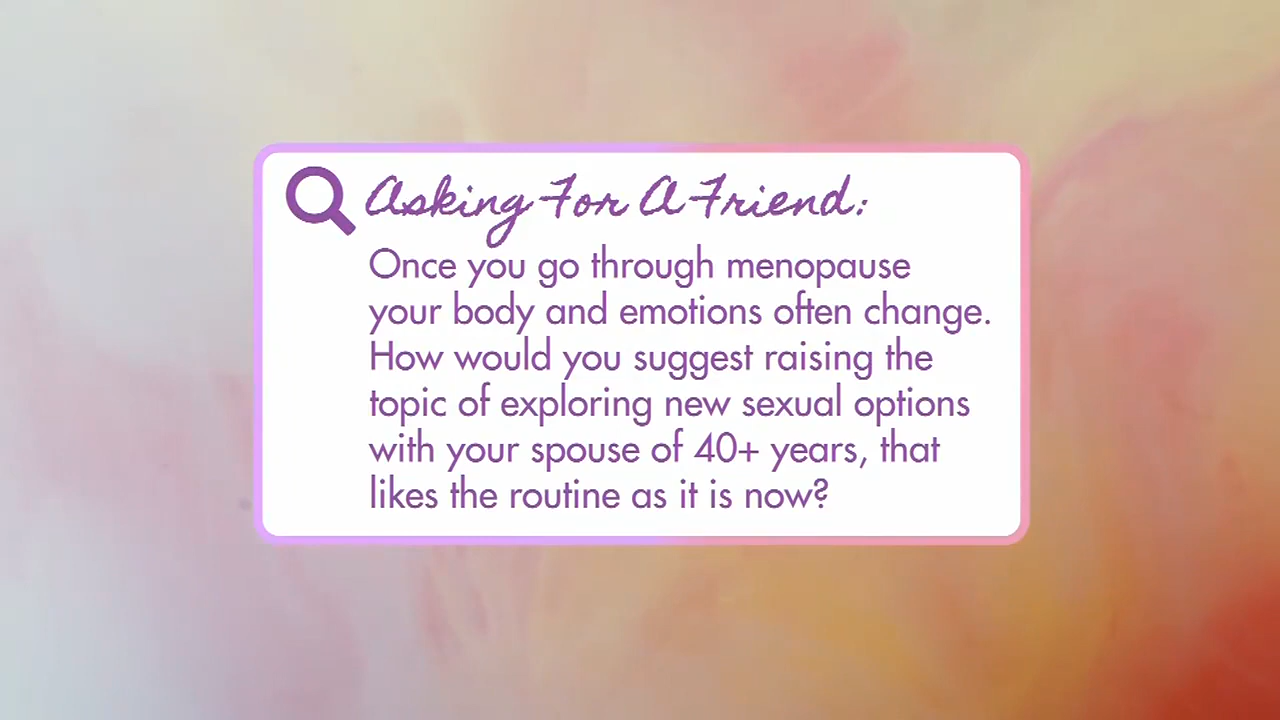 Asking For A Friend:
Once you go through menopause
your body and emotions often change.
How would you suggest raising the
topic of exploring new sexual options
with your spouse of 40+ years, that
likes the routine as it is now?